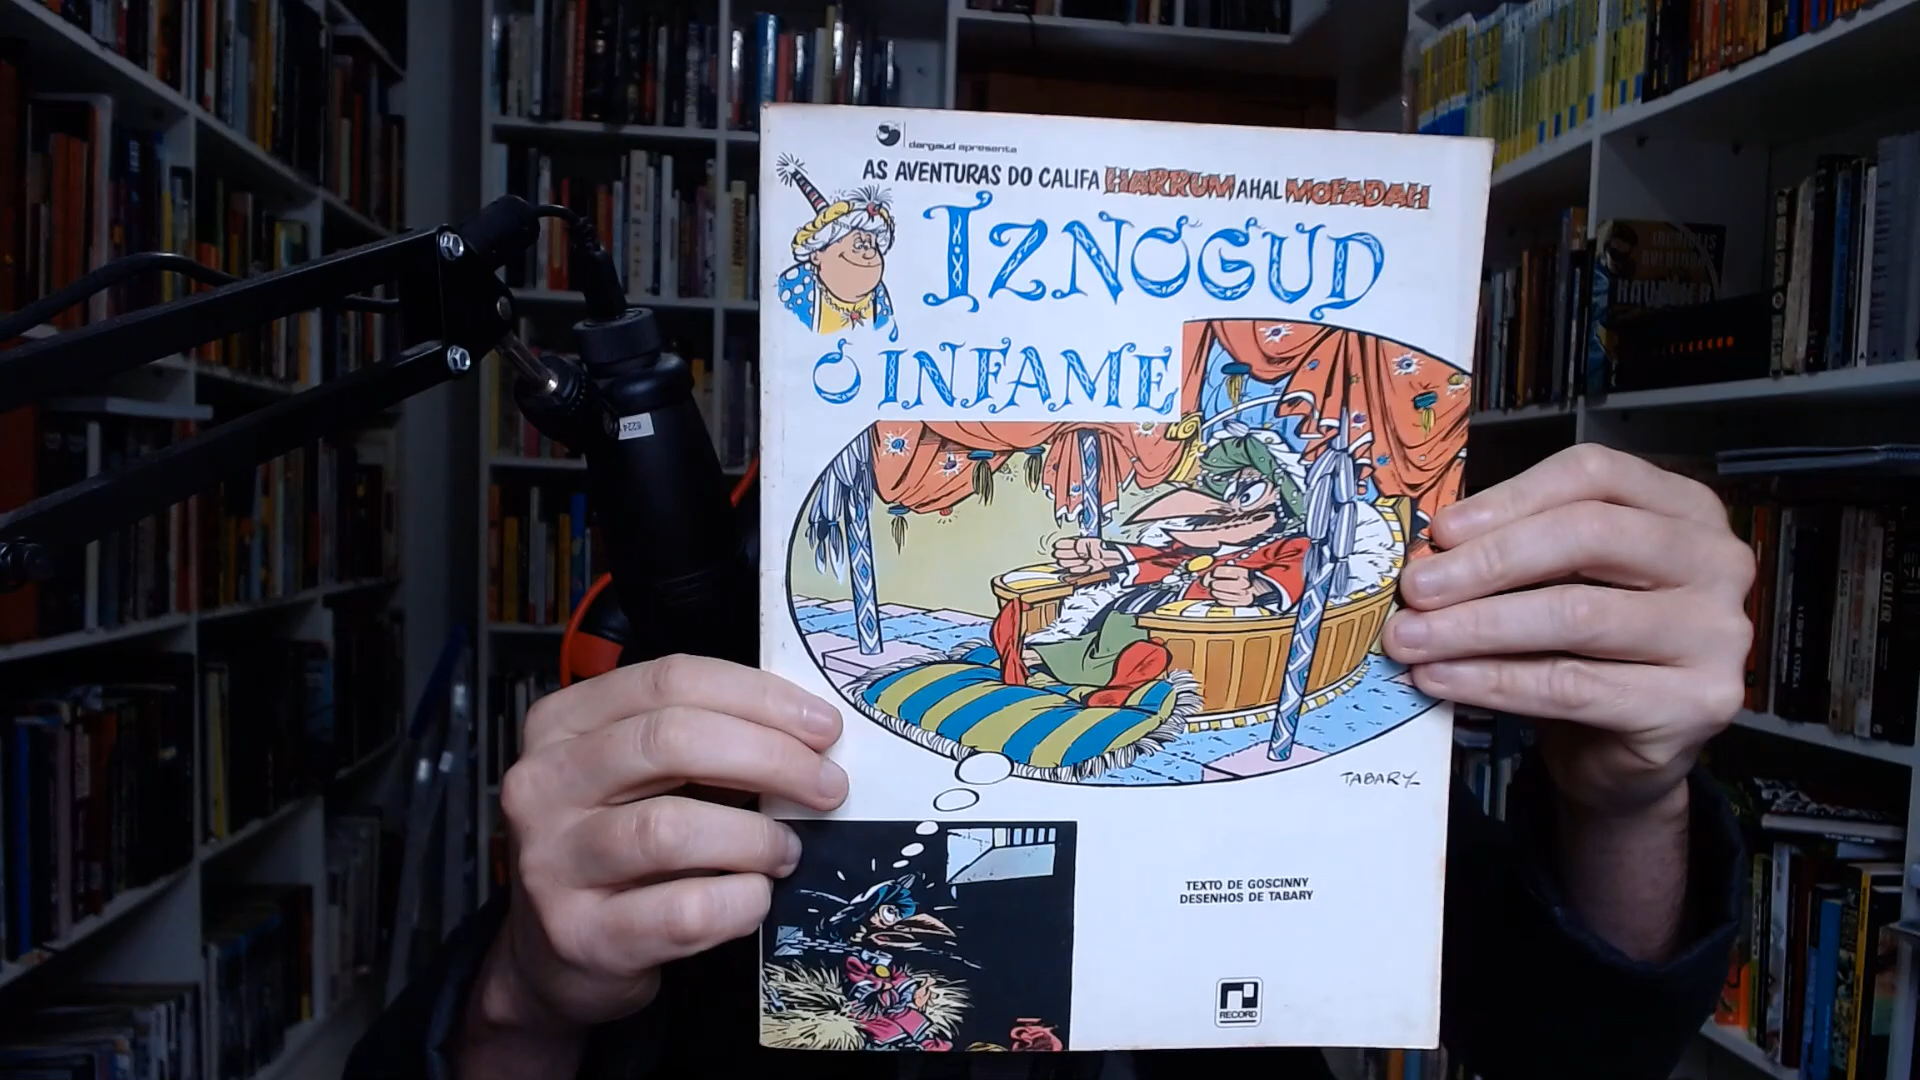 dargaud apresenta
AS AVENTURAS DO CALIFA HARRUM AHAL MOFADAH
IZNOGUD
O INFAME
TABARY
TEXTO DE GOSCINNY
DESENHOS DE TABARY
RECORD
6224